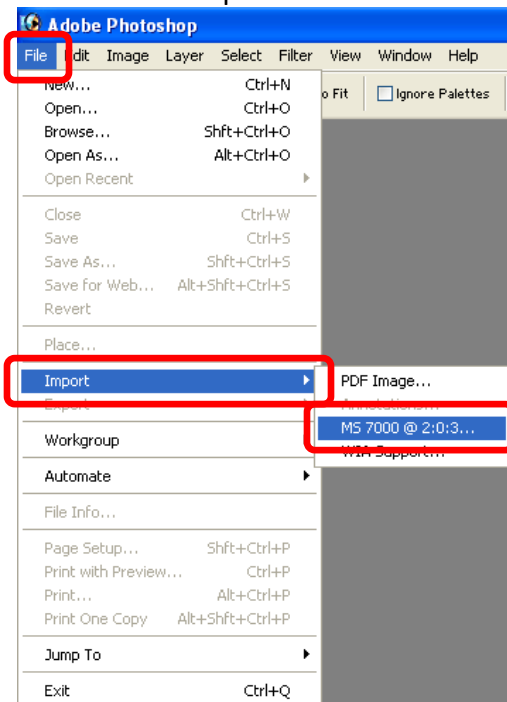 Adobe Photoshop
File Edit Image Layer Select Filter View Window Help
New... Ctrl+N
o Fit Ignore Palettes
Open... Ctrl+O
Browse... Shft+Ctrl+O
Open As... Alt+Ctrl+O
Open Recent
Close Ctrl+W
Save Ctrl+S
Save As... Shft+Ctrl+S
Save for Web... Alt+Shft+Ctrl+S
Revert
Place...
Import
PDF Image...
Export
Annotations...
MS 7000 @ 2:0:3...
Workgroup
WIA Support...
Automate
File Info...
Page Setup... Shft+Ctrl+P
Print with Preview... Ctrl+P
Print... Alt+Ctrl+P
Print One Copy Alt+Shft+Ctrl+P
Jump To
Exit Ctrl+Q